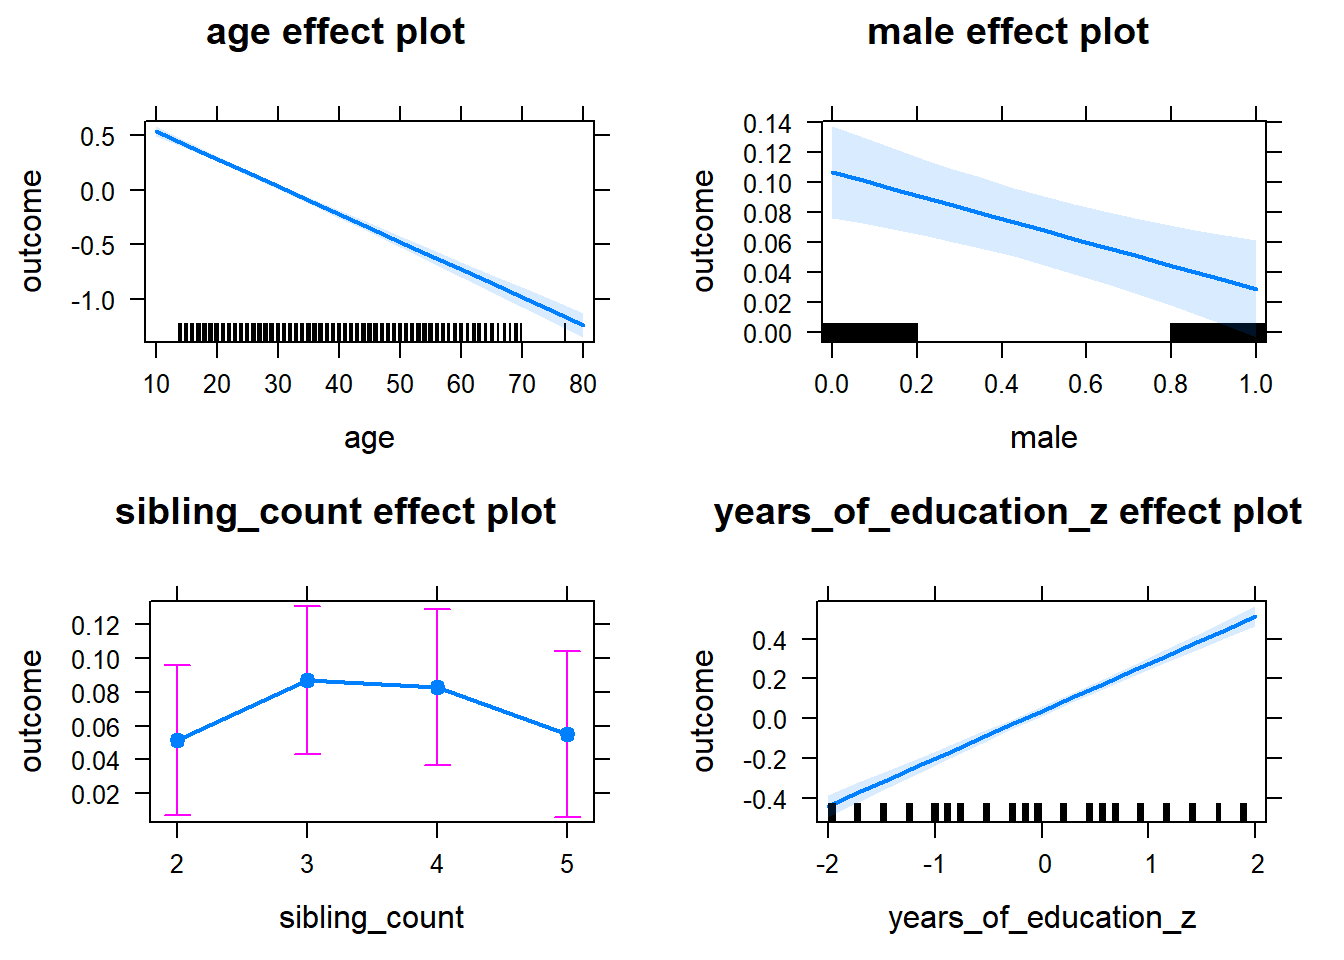 age effect plot
outcome
0.5
0.0
-0.5
-1.0
10 20 30 40 50 60 70 80
age
male effect plot
outcome
0.14
0.12
0.10
0.08
0.06
0.04
0.02
0.00
0.0 0.2 0.4 0.6 0.8 1.0
male
sibling_count effect plot
outcome
0.12
0.10
0.08
0.06
0.04
0.02
2 3 4 5
sibling_count
years_of_education_z effect plot
outcome
0.4
0.2
0.0
-0.2
-0.4
-2 -1 0 1 2
years_of_education_z